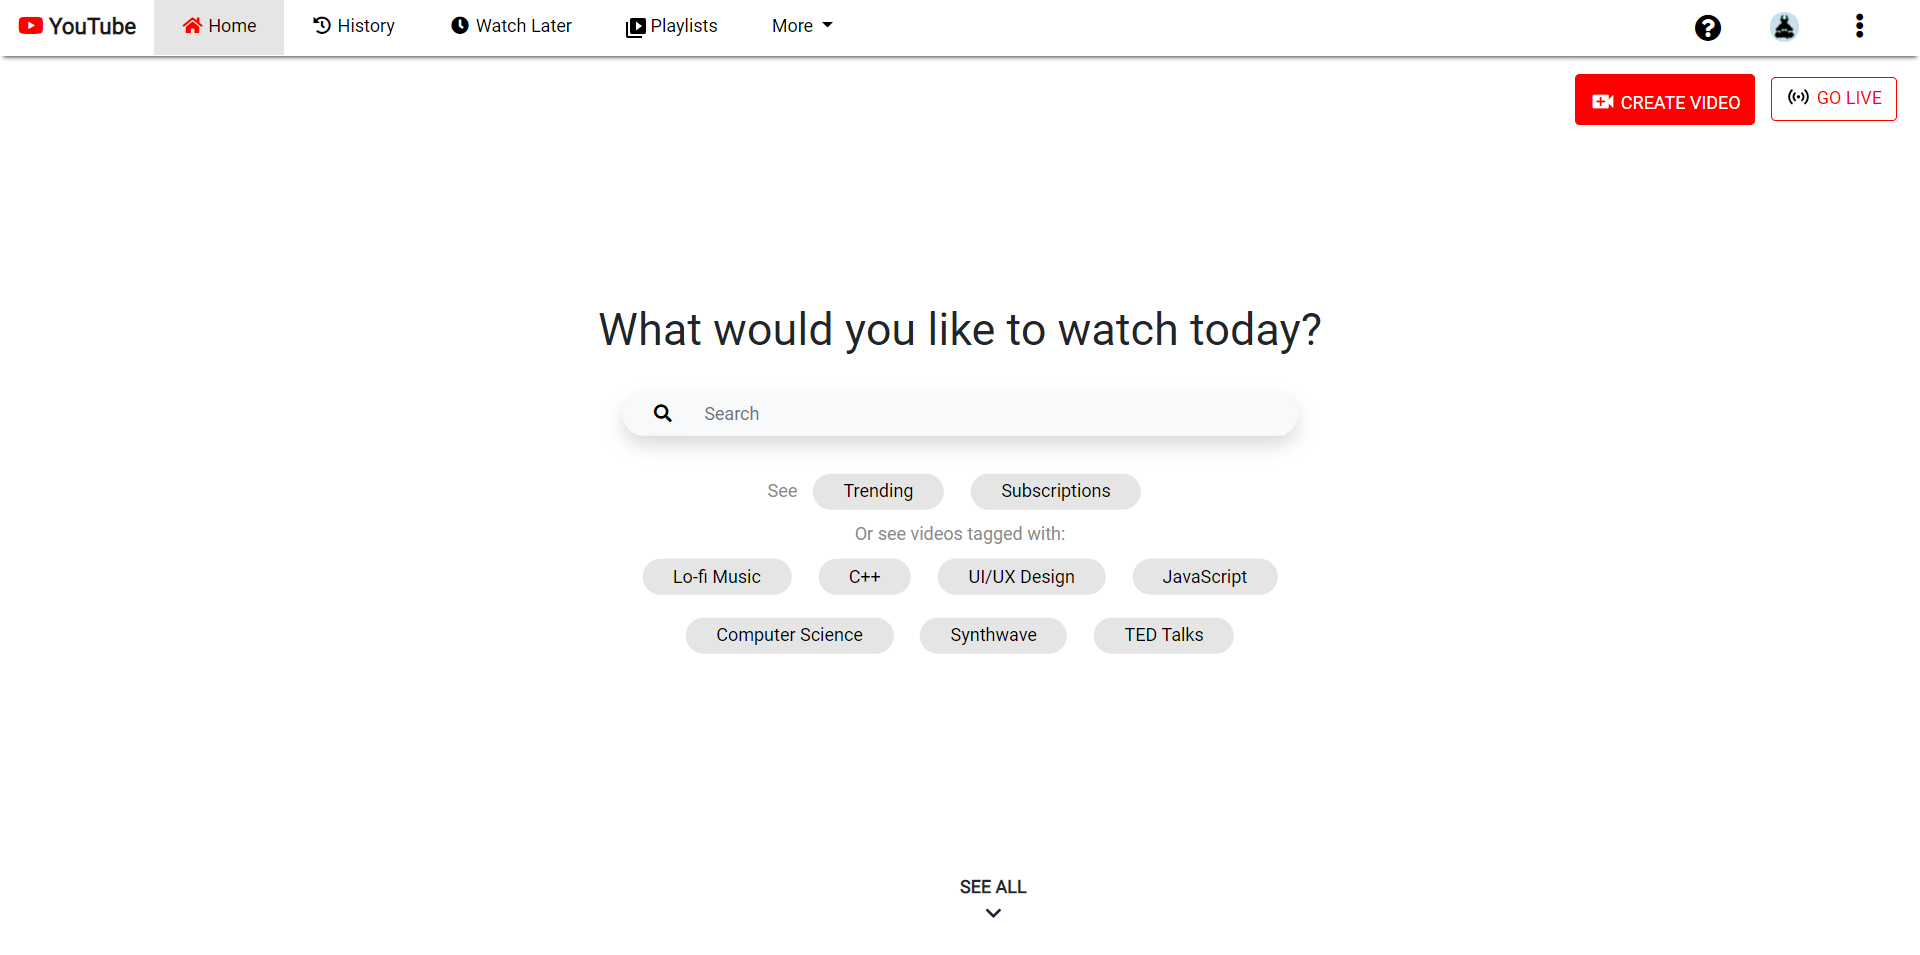 YouTube Home History Watch Later Playlists More
CREATE VIDEO GO LIVE
What would you like to watch today?
Search
See Trending Subscriptions
Or see videos tagged with:
Lo-fi Music C++ UI/UX Design JavaScript
Computer Science Synthwave TED Talks
SEE ALL